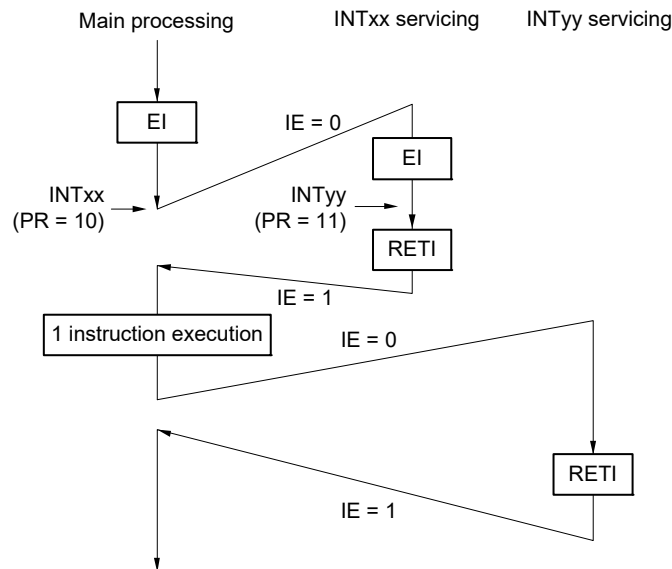 Main processing
INTxx servicing
INTyy servicing
EI
IE = 0
EI
INTxx
(PR = 10)
INTyy
(PR = 11)
RETI
IE = 1
1 instruction execution
IE = 0
RETI
IE = 1